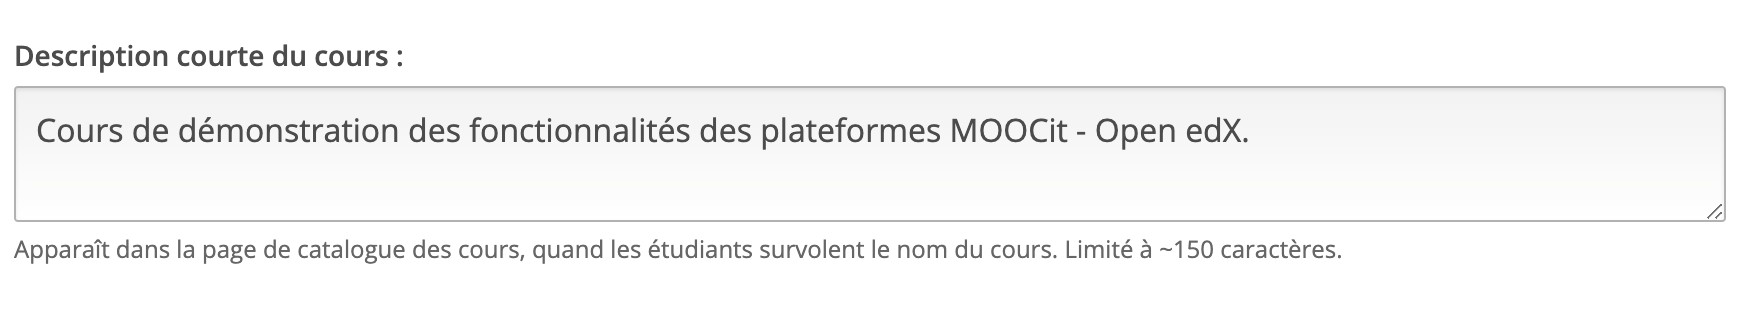 Description courte du cours :
Cours de démonstration des fonctionnalités des plateformes MOOCit - Open edX.
Apparaît dans la page de catalogue des cours, quand les étudiants survolent le nom du cours. Limité à ~150 caractères.